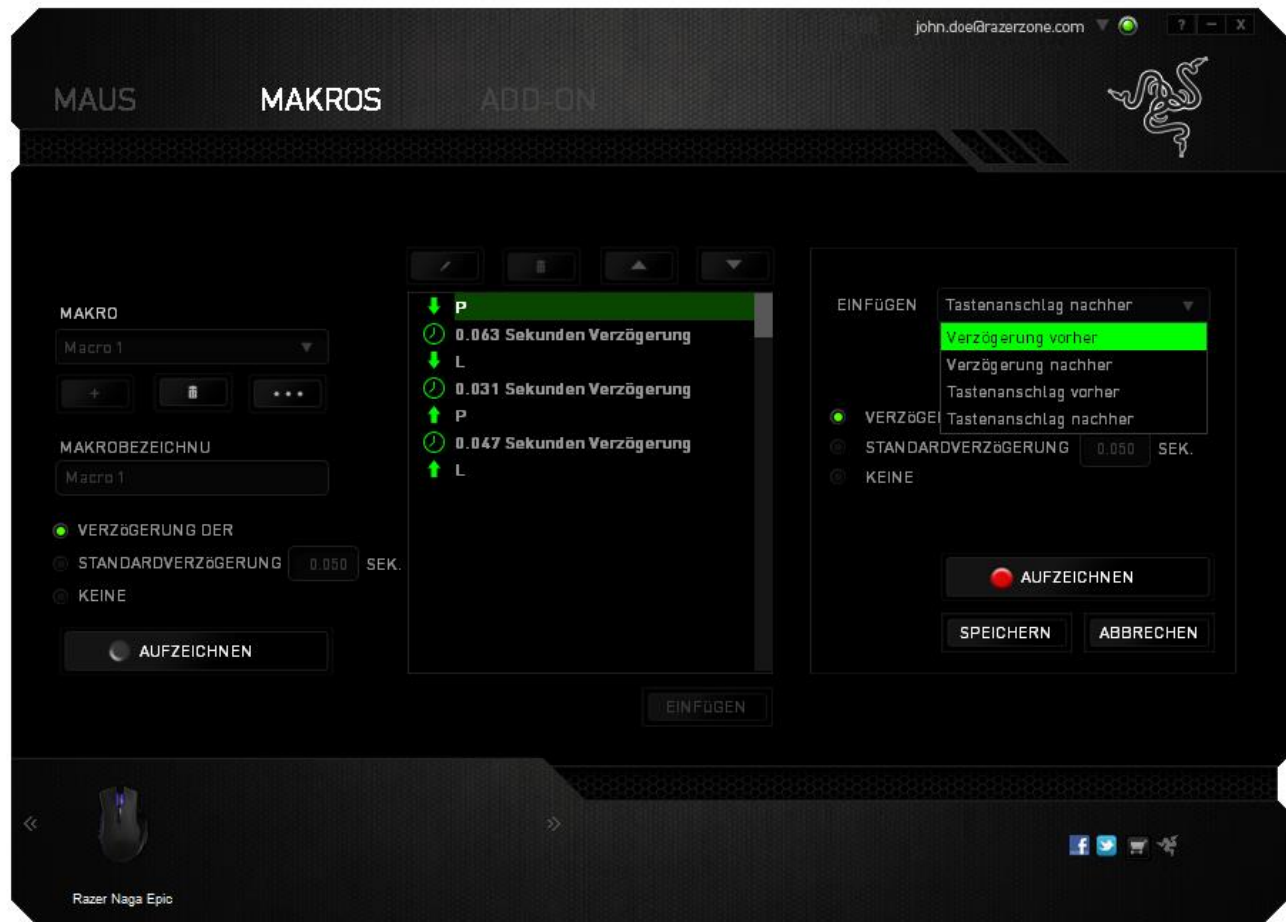 john.doe@razerzone.com
? – X
MAUS MAKROS ADD-ON
MAKRO
Macro 1
+
MAKROBEZEICHNU
Macro 1
VERZöGERUNG DER
STANDARDVERZöGERUNG 0.050 SEK.
KEINE
AUFZEICHNEN
P
0.063 Sekunden Verzögerung
L
0.031 Sekunden Verzögerung
P
0.047 Sekunden Verzögerung
L
EINFüGEN
EINFüGEN Tastenanschlag nachher
Verzögerung vorher
Verzögerung nachher
Tastenanschlag vorher
Tastenanschlag nachher
VERZöGE
STANDARDVERZöGERUNG 0.050 SEK.
KEINE
AUFZEICHNEN
SPEICHERN ABBRECHEN
Razer Naga Epic